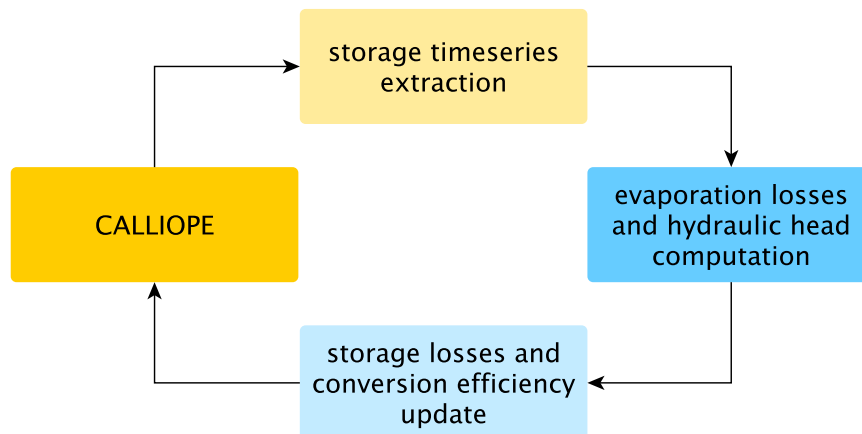 storage timeseries
extraction
CALLIOPE
evaporation losses
and hydraulic head
computation
storage losses and
conversion efficiency
update